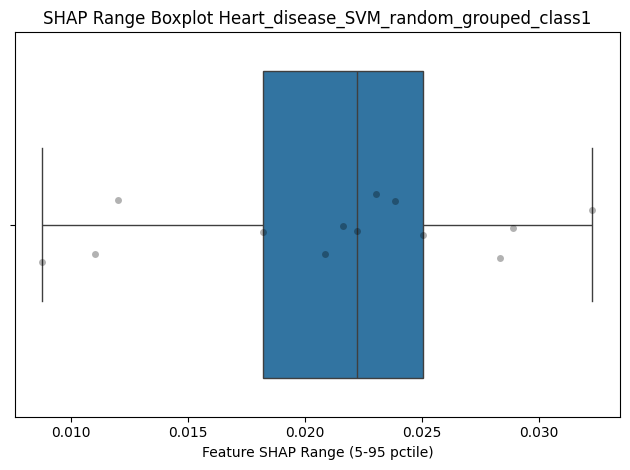 SHAP Range Boxplot Heart_disease_SVM_random_grouped_class1
0.010 0.015 0.020 0.025 0.030
Feature SHAP Range (5-95 pctile)